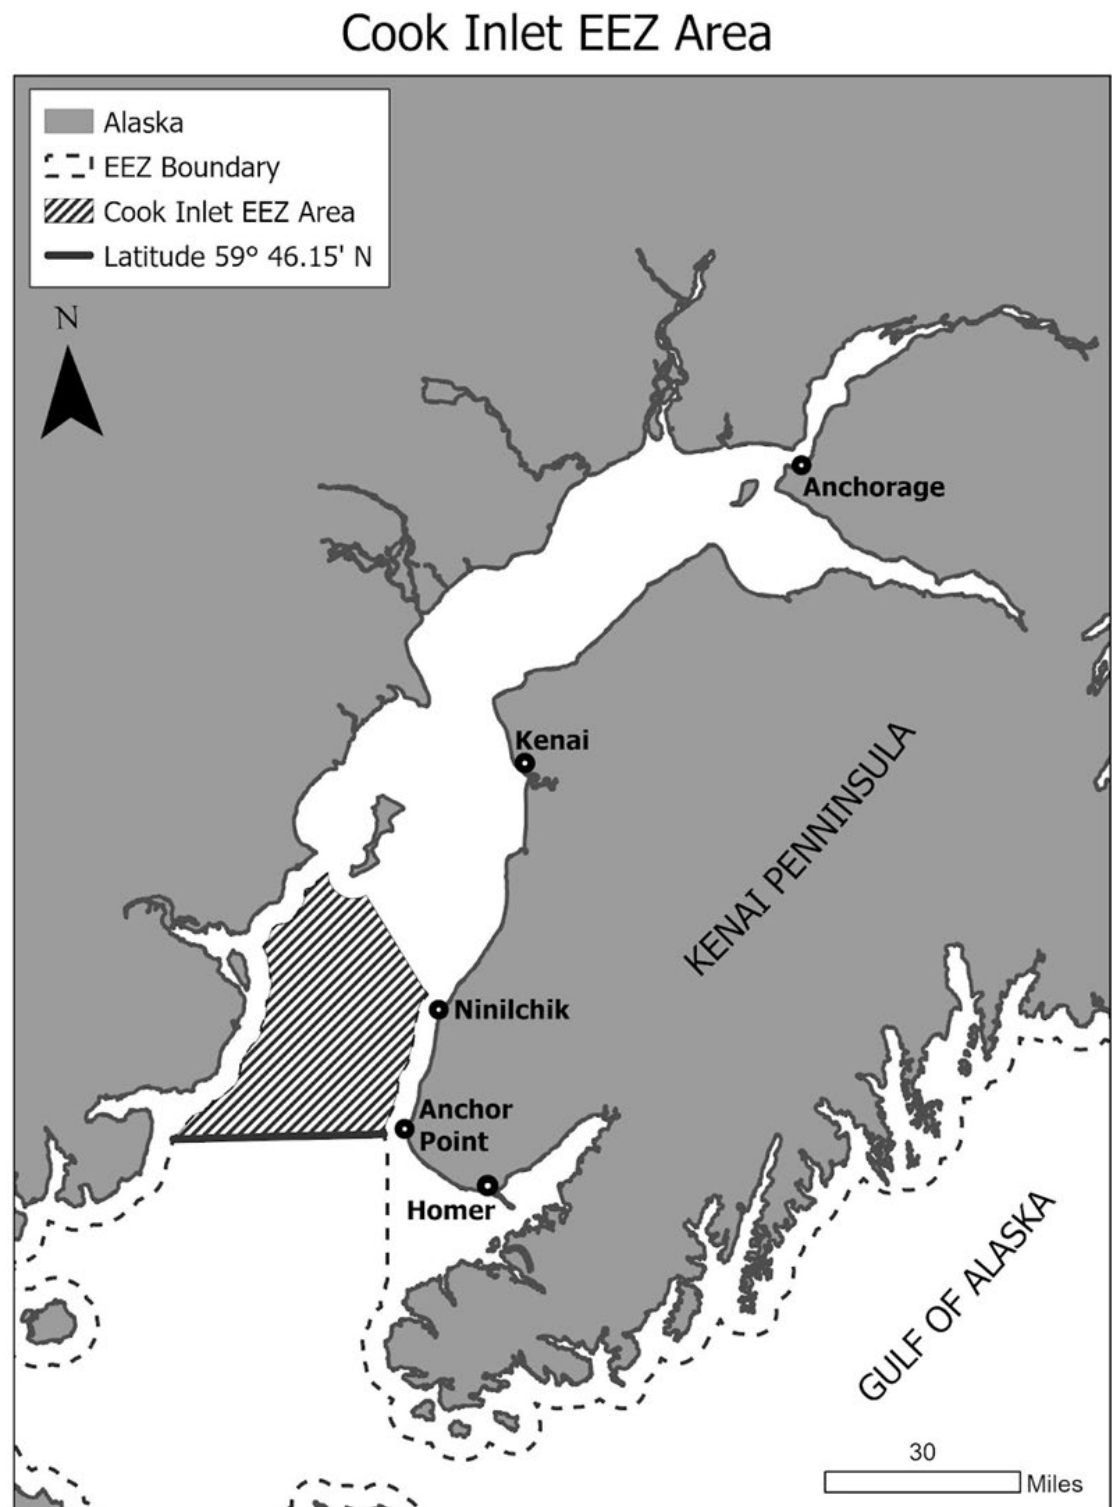 Cook Inlet EEZ Area
Alaska
EEZ Boundary
Cook Inlet EEZ Area
Latitude 59° 46.15' N
N
Anchorage
Kenai
KENAI PENNINSULA
Ninilchik
Anchor
Point
Homer
GULF OF ALASKA
30
Miles